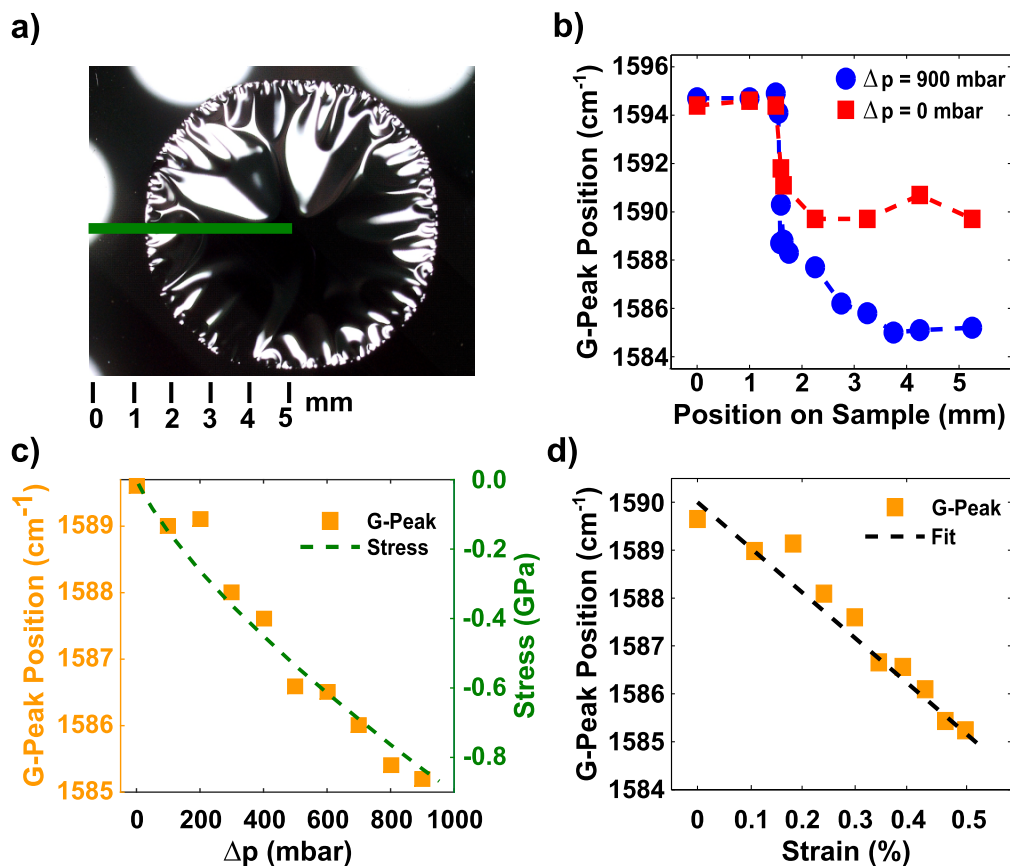 a)
0 1 2 3 4 5 mm
b)
G-Peak Position (cm⁻¹)
1596
1594
1592
1590
1588
1586
1584
Δp = 900 mbar
Δp = 0 mbar
0 1 2 3 4 5
Position on Sample (mm)
c)
G-Peak Position (cm⁻¹)
1589
1588
1587
1586
1585
G-Peak
Stress
0.0
-0.2
-0.4
-0.6
-0.8
Stress (GPa)
0 200 400 600 800 1000
Δp (mbar)
d)
G-Peak Position (cm⁻¹)
1590
1589
1588
1587
1586
1585
1584
G-Peak
Fit
0 0.1 0.2 0.3 0.4 0.5
Strain (%)